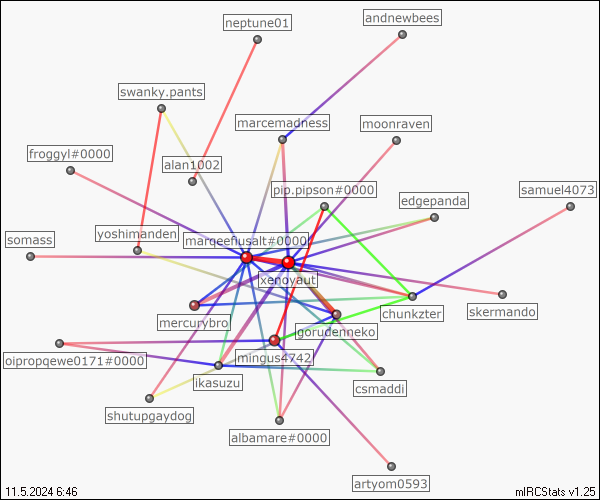 neptune01
andnewbees
swanky.pants
marcemadness
moonraven
froggyl#0000
alan1002
pip.pipson#0000
edgepanda
samuel4073
somass
yoshimanden
marqeeñusalt#0000
xenoyaut
mercurybro
gorudenneko
chunkzter
skermando
oipropqewe0171#0000
mingus4742
ikasuzu
csmaddi
shutupgaydog
albamare#0000
artyom0593
11.5.2024 6:46
mIRCStats v1.25